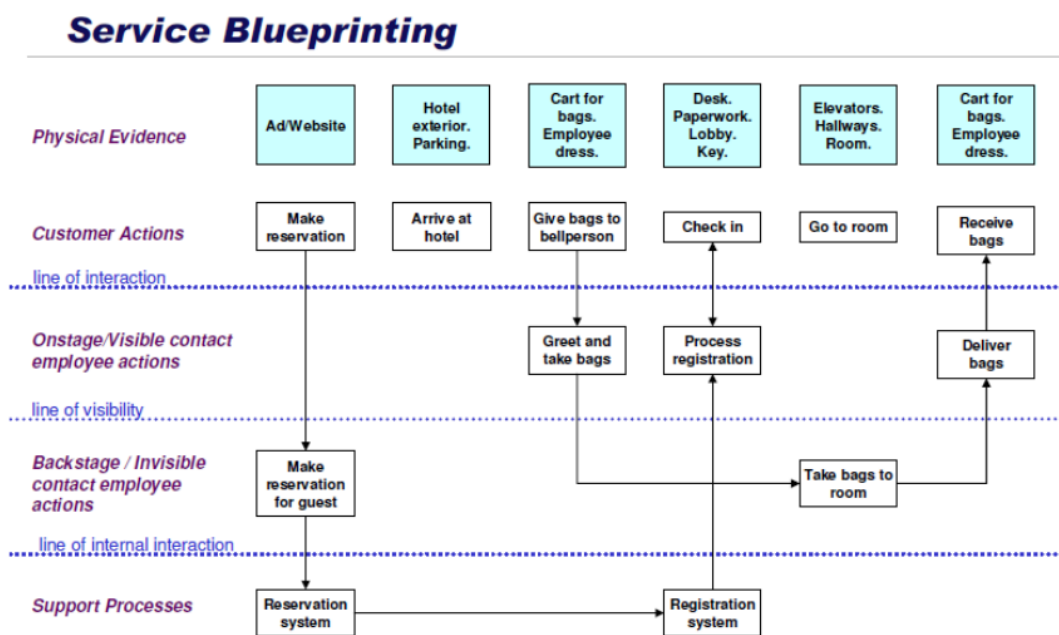 Service Blueprinting
Physical Evidence
Ad/Website
Hotel
exterior.
Parking.
Cart for
bags.
Employee
dress.
Desk.
Paperwork.
Lobby.
Key.
Elevators.
Hallways.
Room.
Cart for
bags.
Employee
dress.
Customer Actions
Make
reservation
Arrive at
hotel
Give bags to
bellperson
Check in
Go to room
Receive
bags
line of interaction
Onstage/Visible contact
employee actions
Greet and
take bags
Process
registration
Deliver
bags
line of visibility
Backstage / Invisible
contact employee
actions
Make
reservation
for guest
Take bags to
room
line of internal interaction
Support Processes
Reservation
system
Registration
system